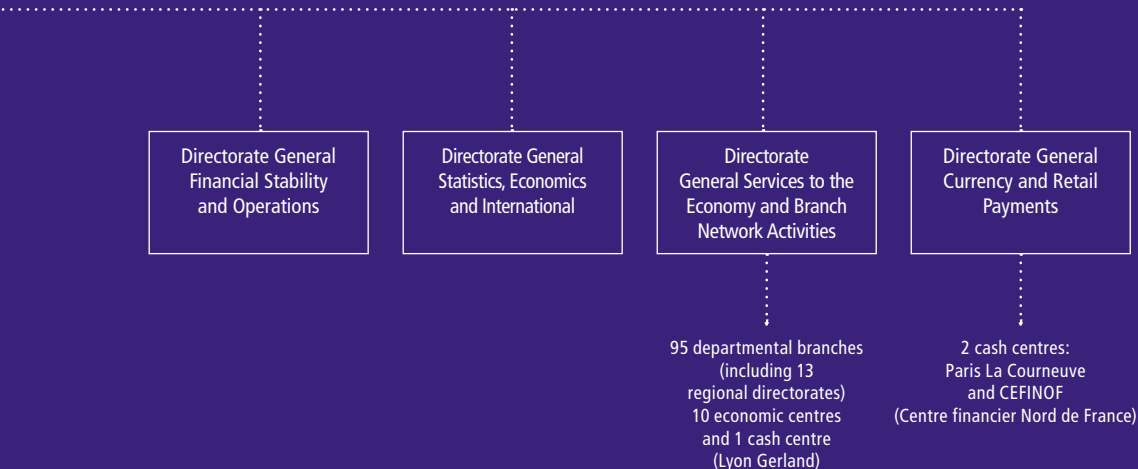 Directorate General
Financial Stability
and Operations
Directorate General
Statistics, Economics
and International
Directorate
General Services to the
Economy and Branch
Network Activities
Directorate General
Currency and Retail
Payments
95 departmental branches
(including 13
regional directorates)
10 economic centres
and 1 cash centre
(Lyon Gerland)
2 cash centres:
Paris La Courneuve
and CEFINOF
(Centre financier Nord de France)